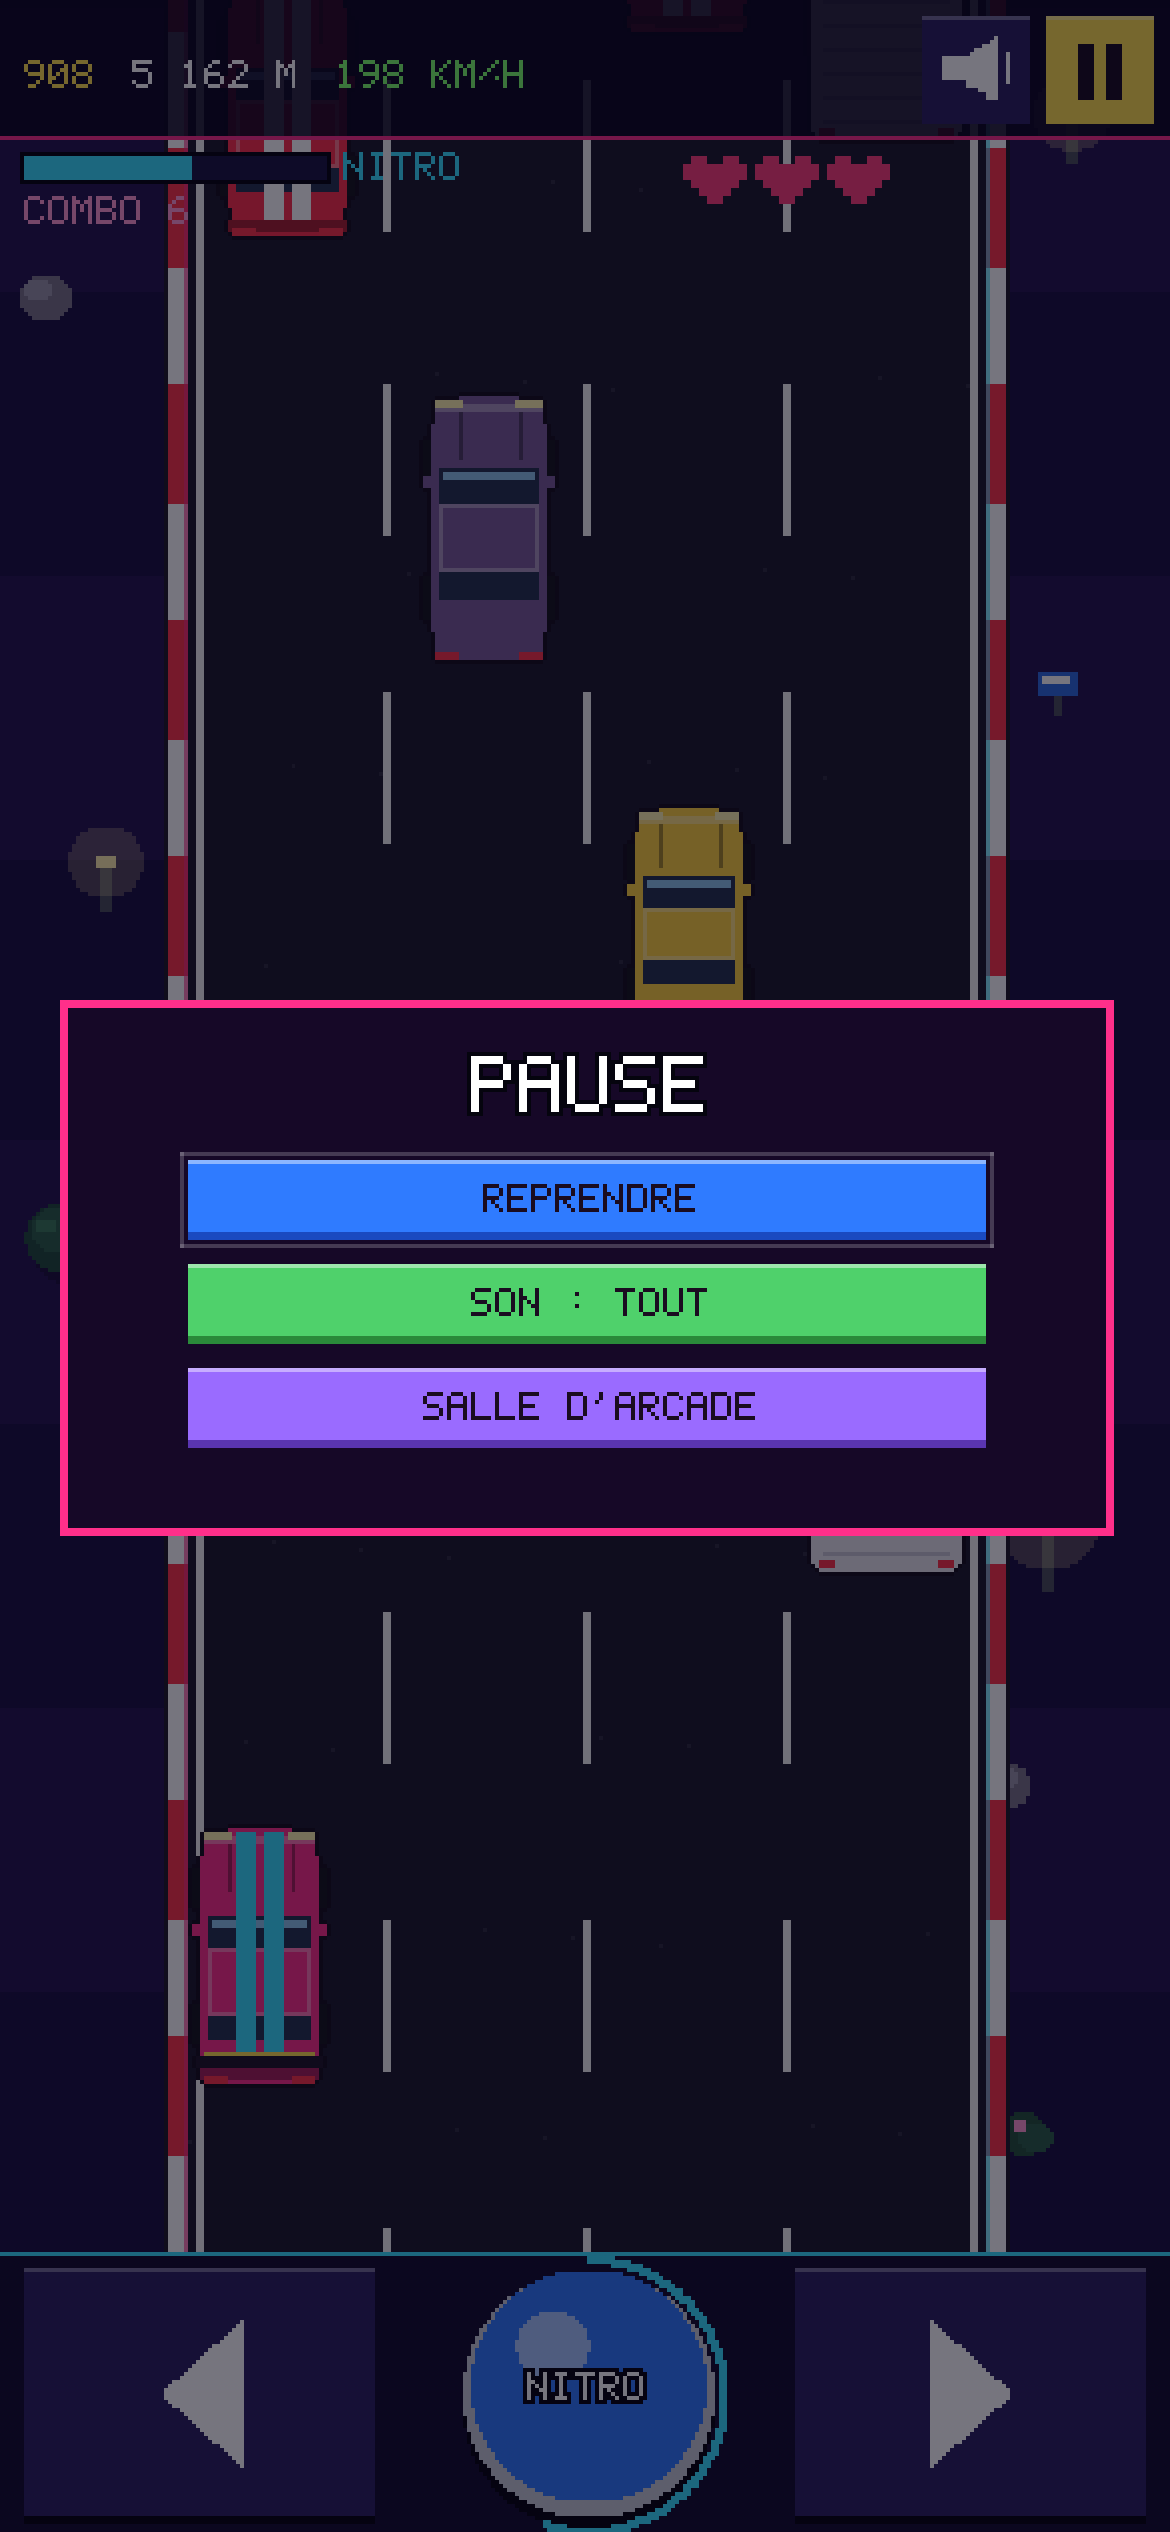 908 5 162 M 198 KM/H
NITRO
COMBO 6
PAUSE
REPRENDRE
SON : TOUT
SALLE D'ARCADE
NITRO